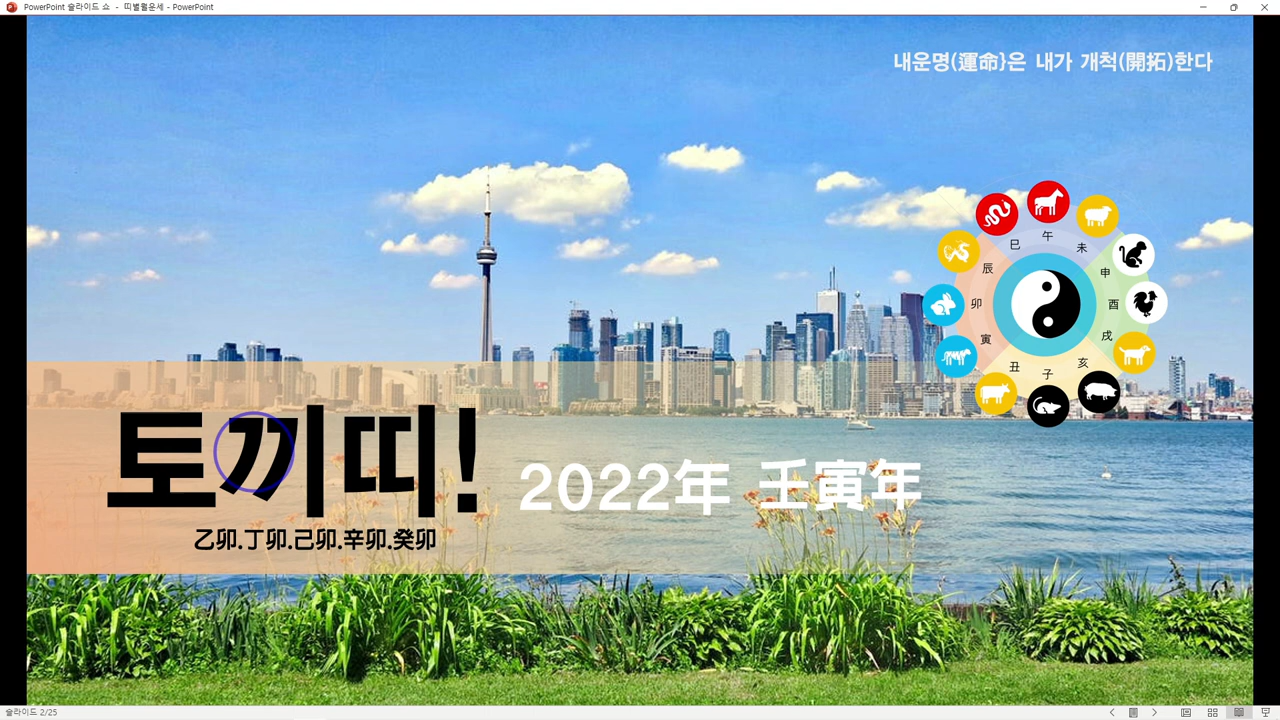 PowerPoint 슬라이드 쇼 - 띠별월운세 - PowerPoint
내운명(運命}은 내가 개척(開拓)한다
午
巳
未
辰
申
卯
酉
寅
戌
丑
亥
子
토끼띠!
2022年 壬寅年
乙卯.丁卯.己卯.辛卯.癸卯
슬라이드 2/25